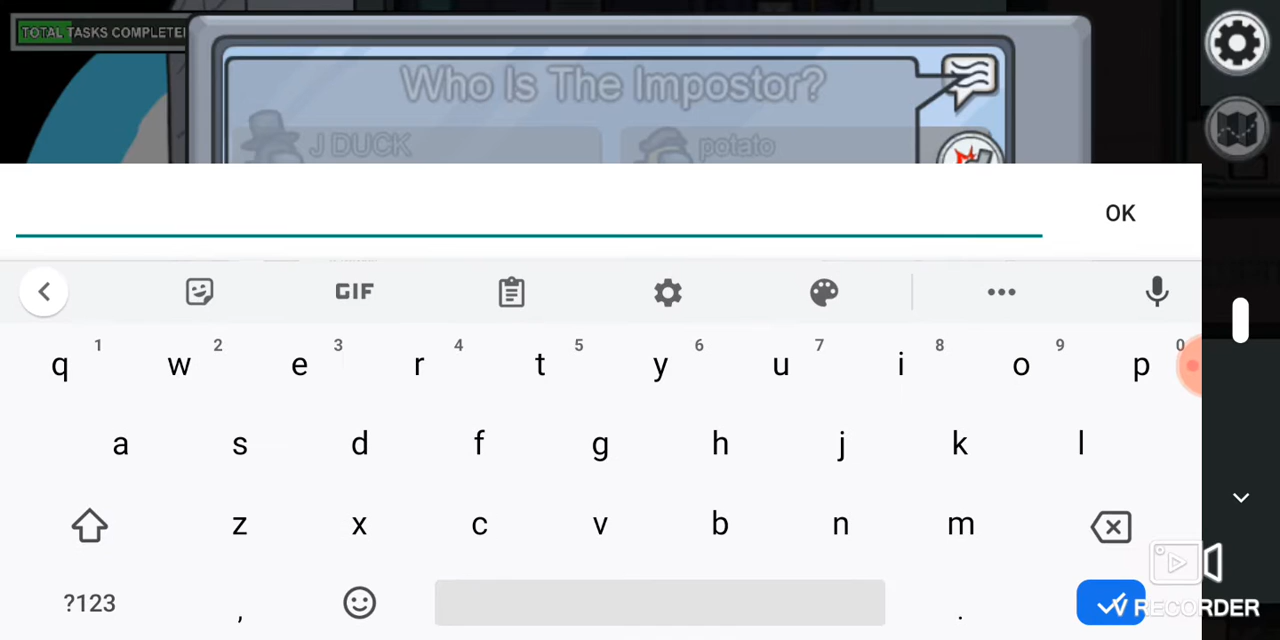 TOTAL TASKS COMPLETE
Who Is The Impostor?
J DUCK
potato
OK
GIF
1 2 3 4 5 6 7 8 9 0
q w e r t y u i o p
a s d f g h j k l
z x c v b n m
?123 , .
V RECORDER